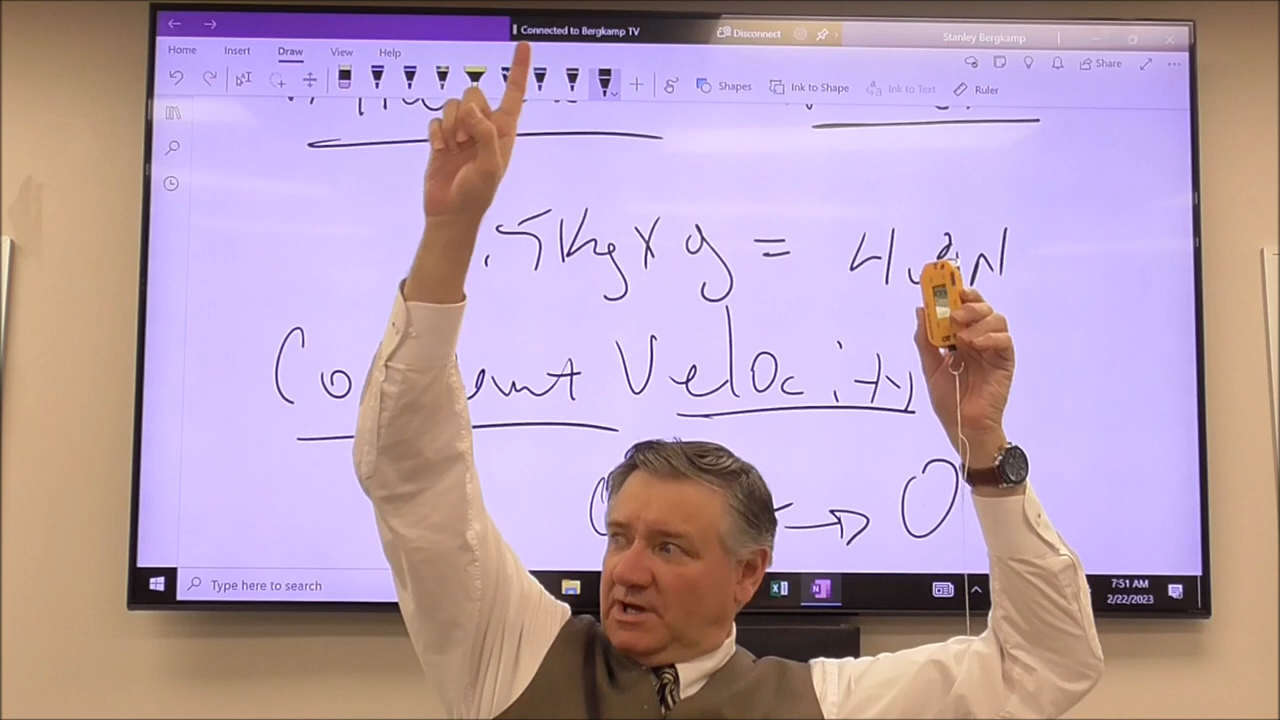 Connected to Bergkamp TV
Disconnect
Stanley Bergkamp
Home Insert Draw View Help
Share
Shapes Ink to Shape Ink to Text Ruler
.5Kg x g = 4.9N
Velocity
→ 0
Type here to search
7:51 AM
2/22/2023